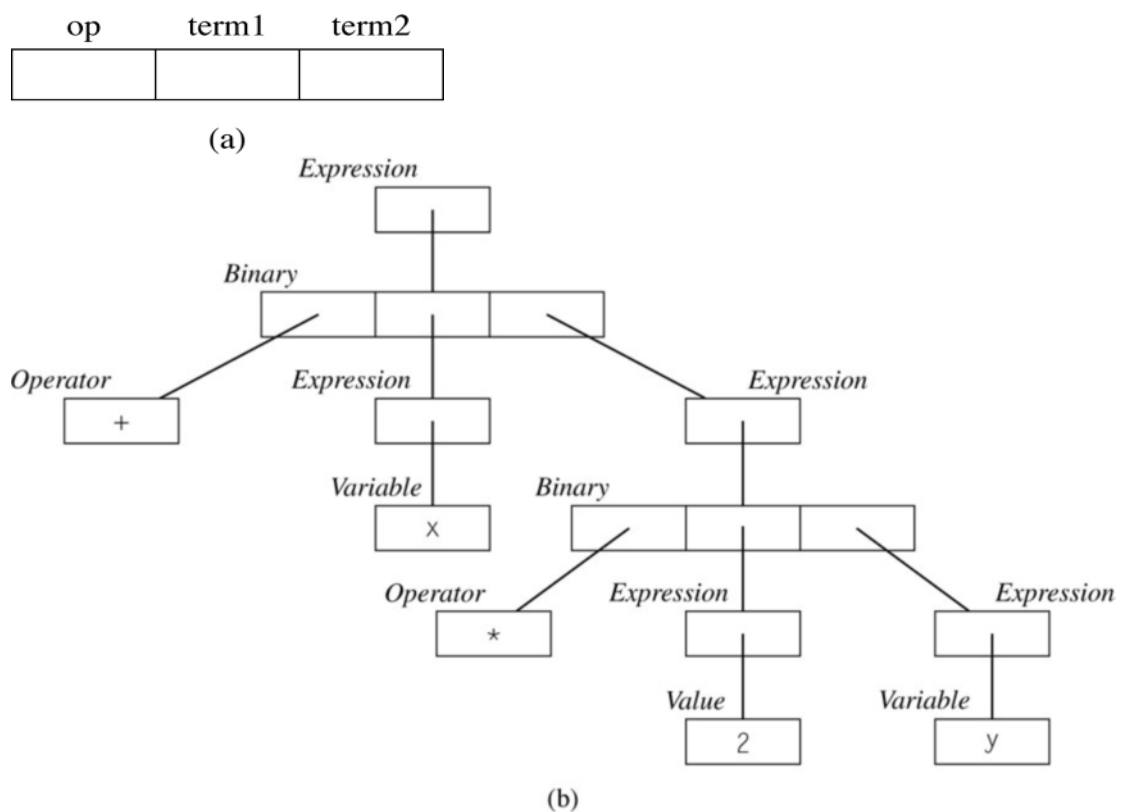 op term1 term2
(a)
Expression
Binary
Operator Expression Expression
+
Variable Binary
x
Operator Expression Expression
*
Value Variable
2 y
(b)